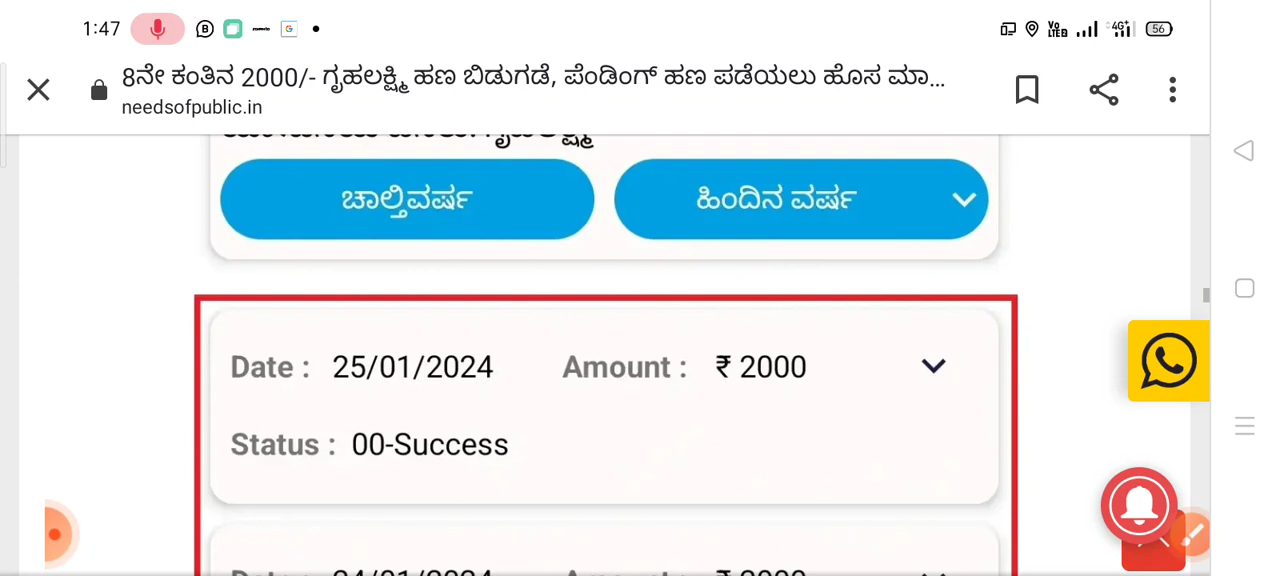 1:47
56
8ನೇ ಕಂತಿನ 2000/- ಗೃಹಲಕ್ಷ್ಮಿ ಹಣ ಬಿಡುಗಡೆ, ಪೆಂಡಿಂಗ್ ಹಣ ಪಡೆಯಲು ಹೊಸ ಮಾ...
needsofpublic.in
ಚಾಲ್ತಿವರ್ಷ ಹಿಂದಿನ ವರ್ಷ
Date : 25/01/2024 Amount : ₹ 2000
Status : 00-Success